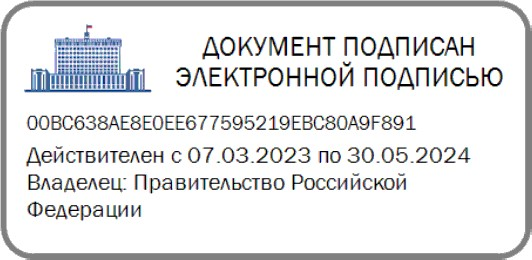 ДОКУМЕНТ ПОДПИСАН
ЭЛЕКТРОННОЙ ПОДПИСЬЮ
00BC638AE8E0EE677595219EBC80A9F891
Действителен с 07.03.2023 по 30.05.2024
Владелец: Правительство Российской
Федерации